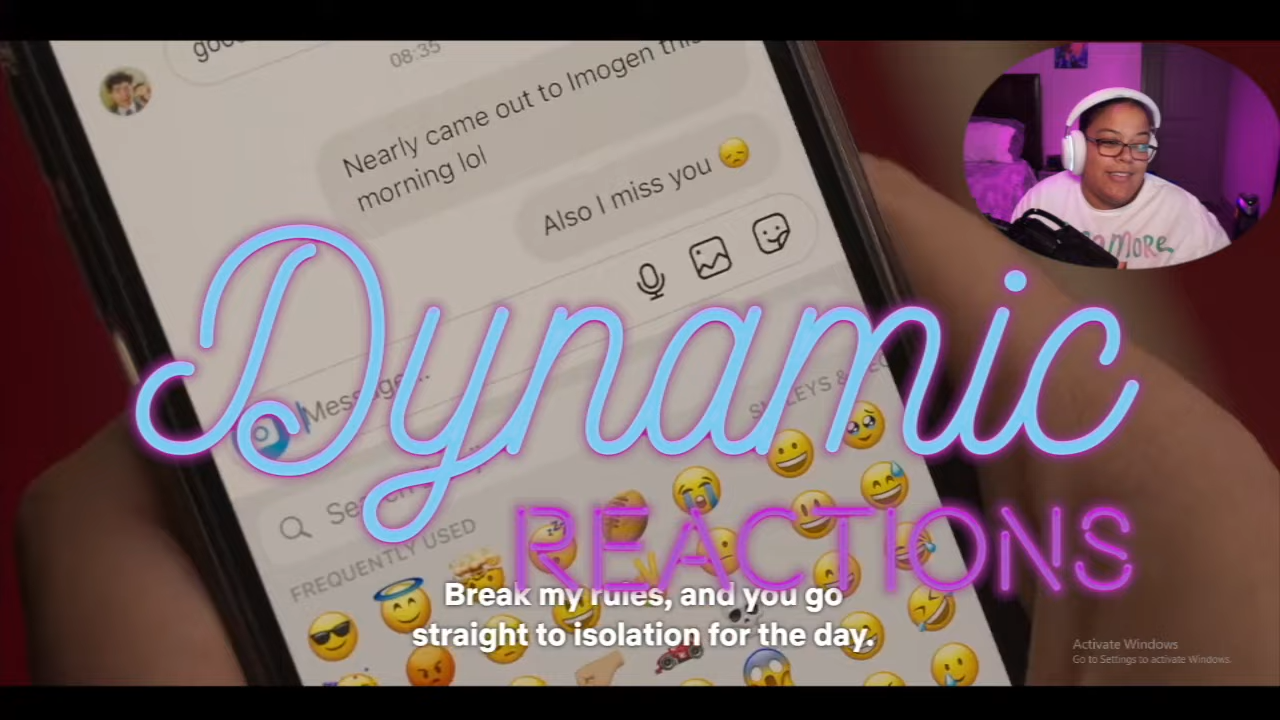 08:35
Nearly came out to Imogen this
morning lol
Also I miss you 😞
Message...
SMILEYS &
FREQUENTLY USED
Dynamic
REACTIONS
Break my rules, and you go
straight to isolation for the day.
Activate Windows
Go to Settings to activate Windows.